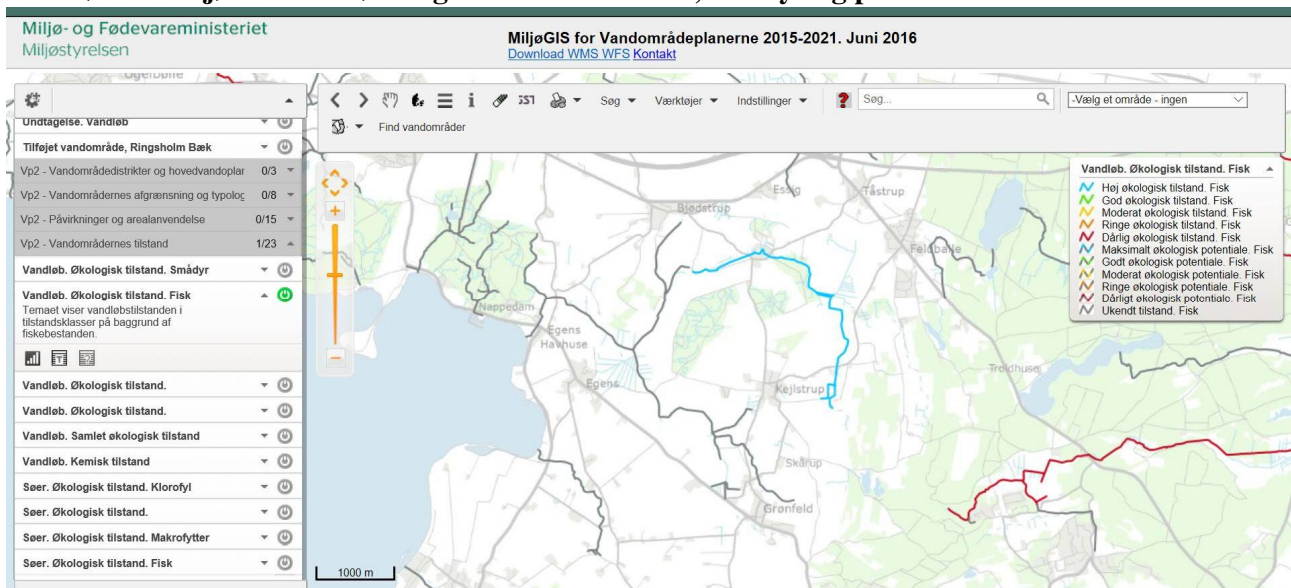 Miljø- og Fødevareministeriet
Miljøstyrelsen
MiljøGIS for Vandområdeplanerne 2015-2021. Juni 2016
Download WMS WFS Kontakt
Undtagelse. Vandløb
Tilføjet vandområde, Ringsholm Bæk
Vp2 - Vandområdedistrikter og hovedvandoplar 0/3
Vp2 - Vandområdernes afgrænsning og typolog 0/8
Vp2 - Påvirkninger og arealanvendelse 0/15
Vp2 - Vandområdernes tilstand 1/23
Vandløb. Økologisk tilstand. Smådyr
Vandløb. Økologisk tilstand. Fisk
Temaet viser vandløbstilstanden i
tilstandsklasser på baggrund af
fiskebestanden.
Vandløb. Økologisk tilstand.
Vandløb. Økologisk tilstand.
Vandløb. Samlet økologisk tilstand
Vandløb. Kemisk tilstand
Søer. Økologisk tilstand. Klorofyl
Søer. Økologisk tilstand.
Søer. Økologisk tilstand. Makrofytter
Søer. Økologisk tilstand. Fisk
Søg Værktøjer Indstillinger ? Søg... -Vælg et område - ingen
Find vandområder
Vandløb. Økologisk tilstand. Fisk
Høj økologisk tilstand. Fisk
God økologisk tilstand. Fisk
Moderat økologisk tilstand. Fisk
Ringe økologisk tilstand. Fisk
Dårlig økologisk tilstand. Fisk
Maksimalt økologisk potentiale. Fisk
Godt økologisk potentiale. Fisk
Moderat økologisk potentiale. Fisk
Ringe økologisk potentiale. Fisk
Dårligt økologisk potentiale. Fisk
Ukendt tilstand. Fisk
Essig
Tåstrup
Bjødstrup
Feldballe
Nappedam
Egens
Havhuse
Egens
Kejlstrup
Troldhuse
Skårup
Grønfeld
1000 m